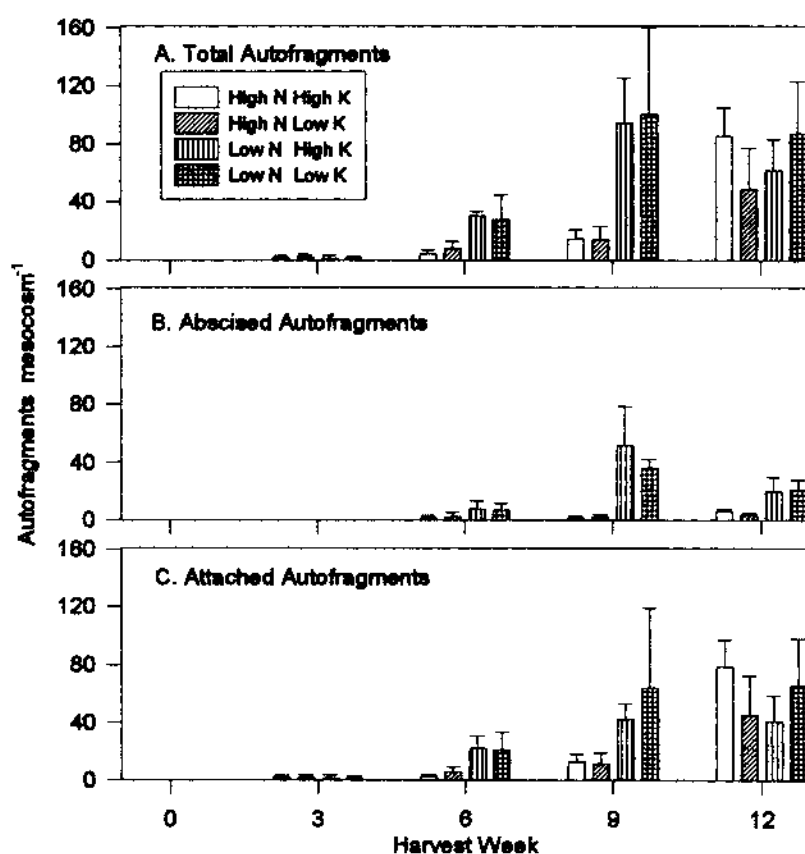 160
A. Total Autofragments
120
High N High K
High N Low K
80
Low N High K
Low N Low K
40
0
160
B. Abscised Autofragments
120
80
40
0
160
C. Attached Autofragments
120
80
40
0
0 3 6 9 12
Harvest Week
Autofragments mesocosm-1